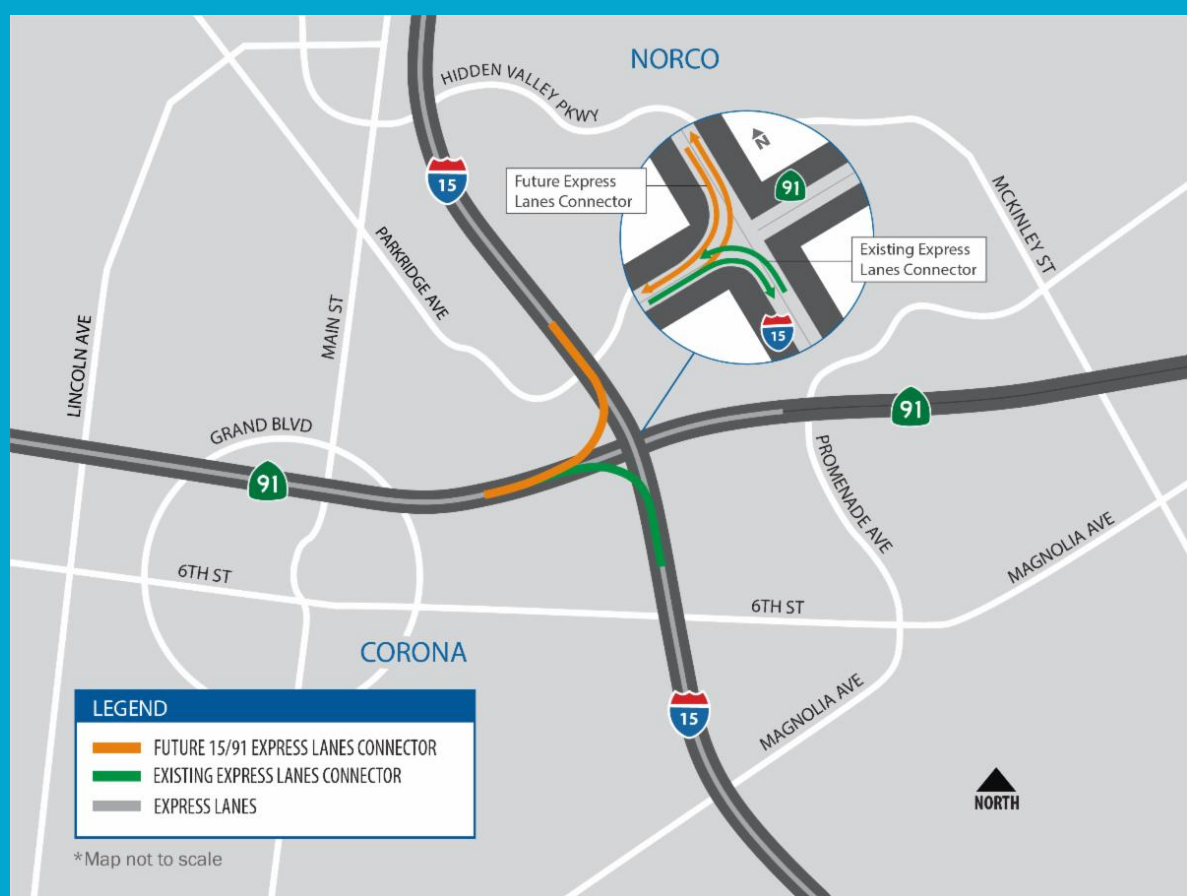 NORCO
HIDDEN VALLEY PKWY
N
15
Future Express
Lanes Connector
91
MCKINLEY ST
PARKRIDGE AVE
Existing Express
Lanes Connector
15
MAIN ST
LINCOLN AVE
GRAND BLVD
91
91
PROMENADE AVE
MAGNOLIA AVE
6TH ST
6TH ST
CORONA
MAGNOLIA AVE
15
LEGEND
FUTURE 15/91 EXPRESS LANES CONNECTOR
EXISTING EXPRESS LANES CONNECTOR
EXPRESS LANES
NORTH
*Map not to scale